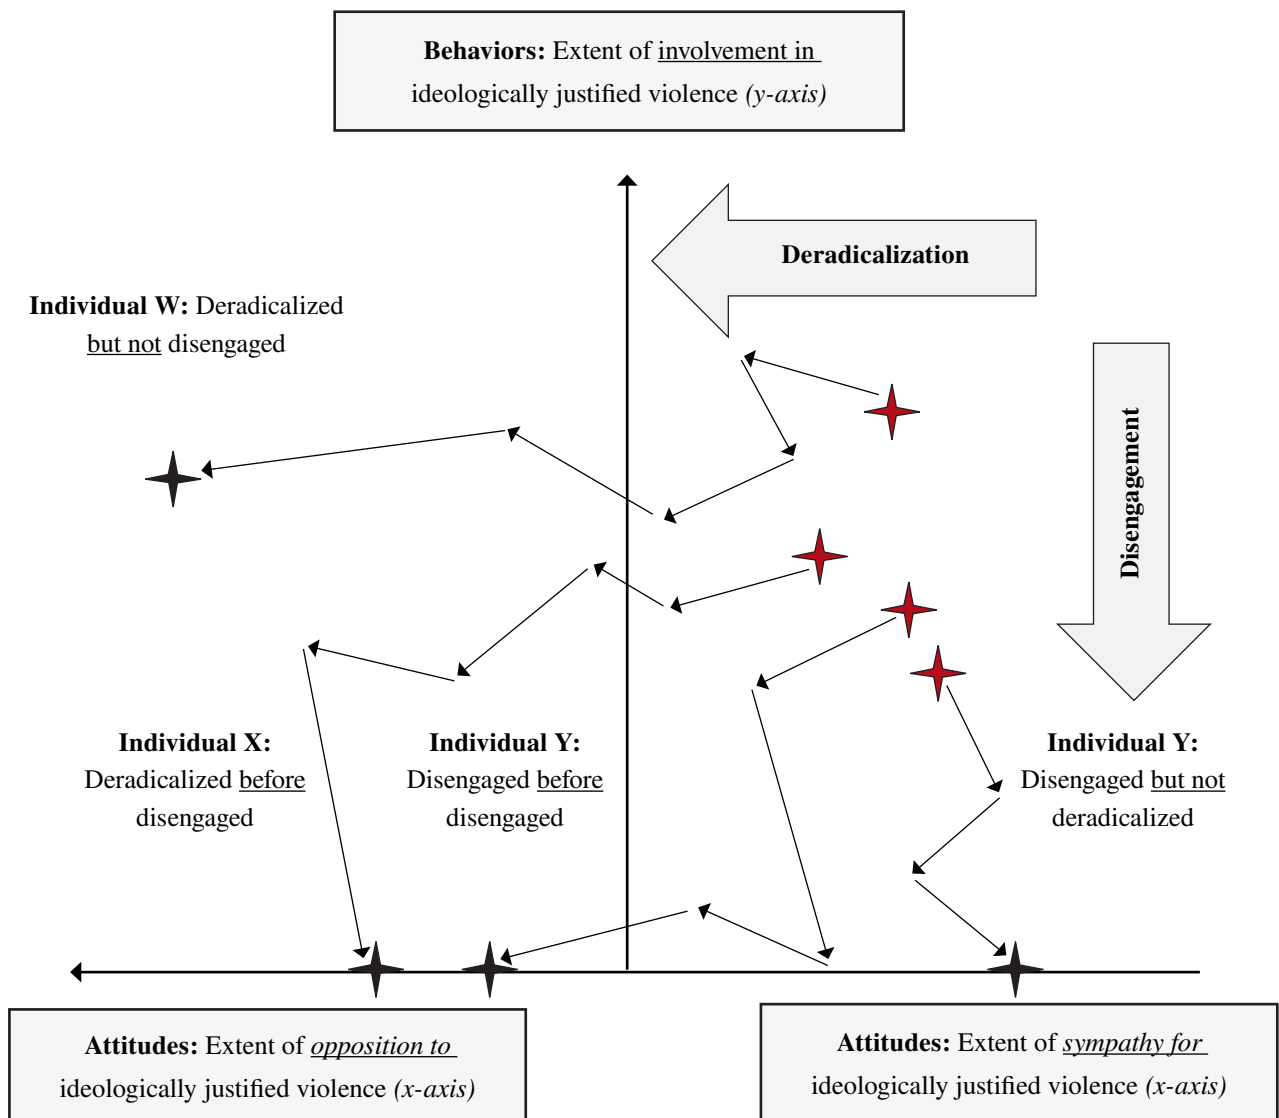 Behaviors: Extent of involvement in
ideologically justified violence (y-axis)
Deradicalization
Individual W: Deradicalized
but not disengaged
Disengagement
Individual X:
Deradicalized before
disengaged
Individual Y:
Disengaged before
disengaged
Individual Y:
Disengaged but not
deradicalized
Attitudes: Extent of opposition to
ideologically justified violence (x-axis)
Attitudes: Extent of sympathy for
ideologically justified violence (x-axis)